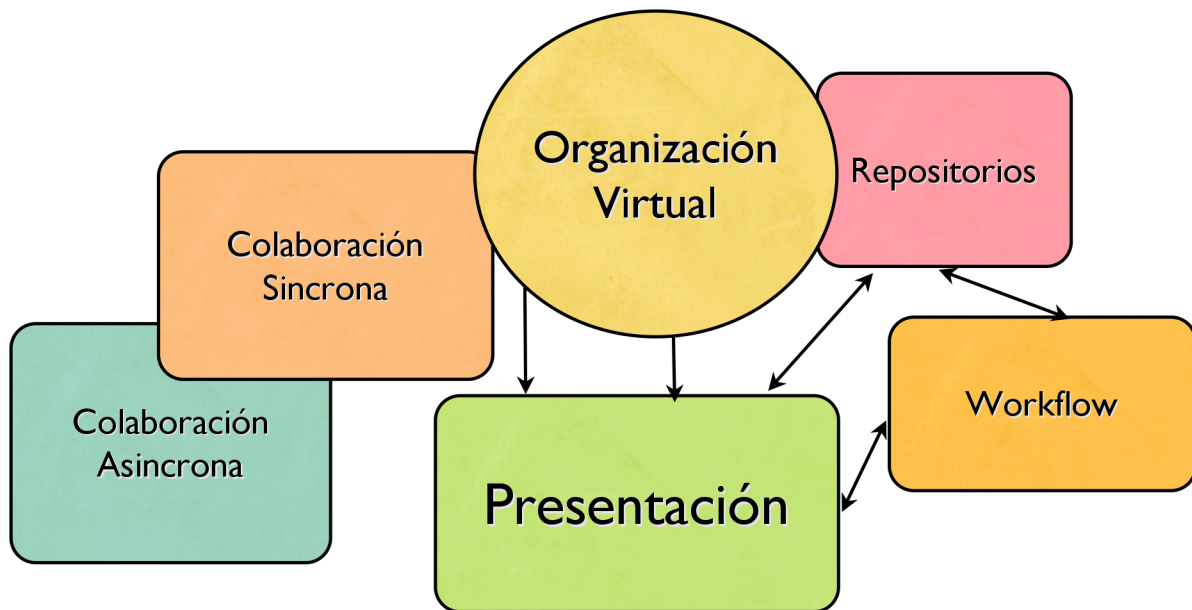 Organización
Virtual
Repositorios
Colaboración
Sincrona
Workflow
Colaboración
Asincrona
Presentación